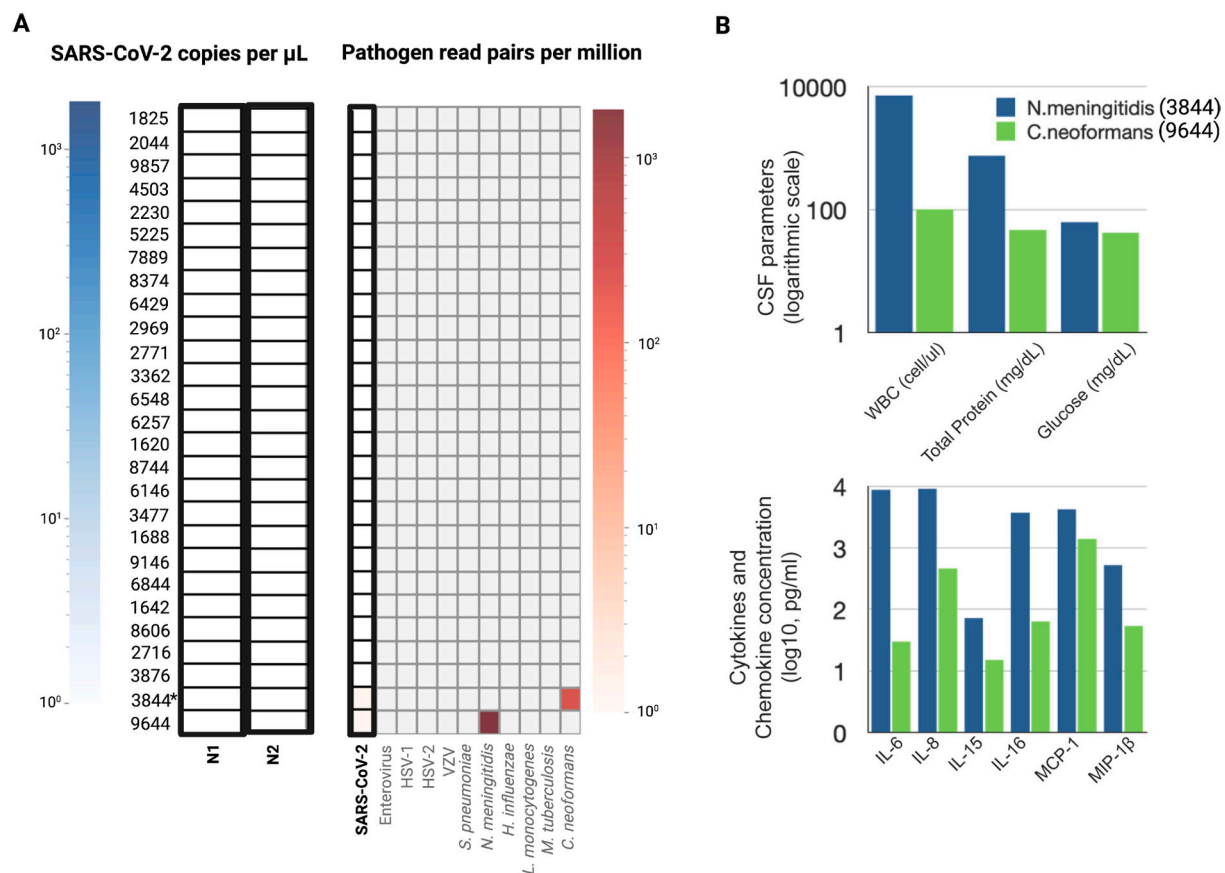 A
SARS-CoV-2 copies per µL
Pathogen read pairs per million
10³
10²
10¹
10⁰
1825
2044
9857
4503
2230
5225
7889
8374
6429
2969
2771
3362
6548
6257
1620
8744
6146
3477
1688
9146
6844
1642
8606
2716
3876
3844*
9644
N1
N2
SARS-CoV-2
Enterovirus
HSV-1
HSV-2
VZV
S. pneumoniae
N. meningitidis
H. influenzae
L. monocytogenes
M. tuberculosis
C. neoformans
10³
10²
10¹
10⁰
B
CSF parameters
(logarithmic scale)
10000
100
1
N.meningitidis (3844)
C.neoformans (9644)
WBC (cell/ul)
Total Protein (mg/dL)
Glucose (mg/dL)
Cytokines and
Chemokine concentration
(log10, pg/ml)
4
3
2
1
0
IL-6
IL-8
IL-15
IL-16
MCP-1
MIP-1β